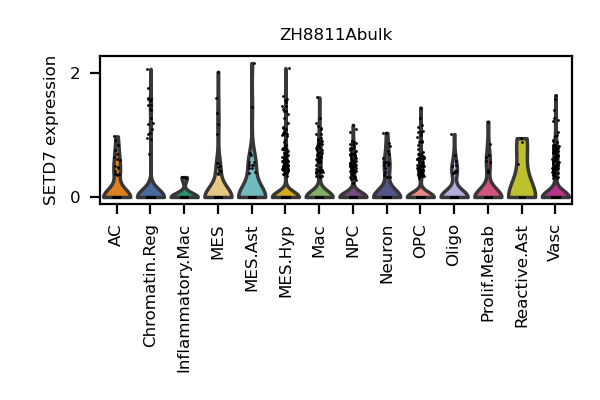 ZH8811Abulk
SETD7 expression
2
0
AC
Chromatin.Reg
Inflammatory.Mac
MES
MES.Ast
MES.Hyp
Mac
NPC
Neuron
OPC
Oligo
Prolif.Metab
Reactive.Ast
Vasc